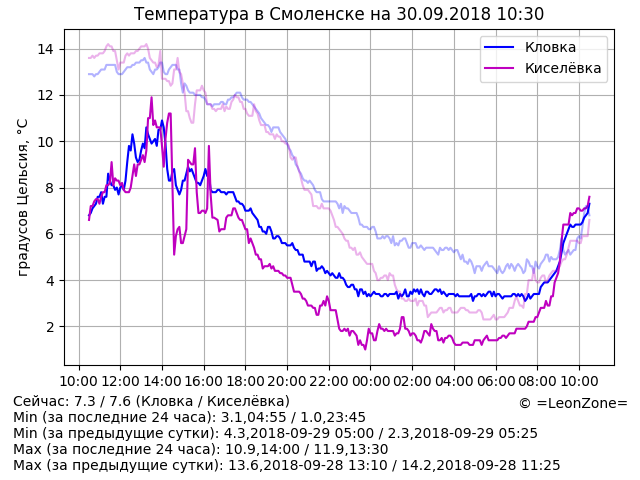 Температура в Смоленске на 30.09.2018 10:30
Кловка
Киселёвка
градусов Цельсия, °C
14
12
10
8
6
4
2
10:00 12:00 14:00 16:00 18:00 20:00 22:00 00:00 02:00 04:00 06:00 08:00 10:00
Сейчас: 7.3 / 7.6 (Кловка / Киселёвка)
© =LeonZone=
Min (за последние 24 часа): 3.1,04:55 / 1.0,23:45
Min (за предыдущие сутки): 4.3,2018-09-29 05:00 / 2.3,2018-09-29 05:25
Max (за последние 24 часа): 10.9,14:00 / 11.9,13:30
Max (за предыдущие сутки): 13.6,2018-09-28 13:10 / 14.2,2018-09-28 11:25